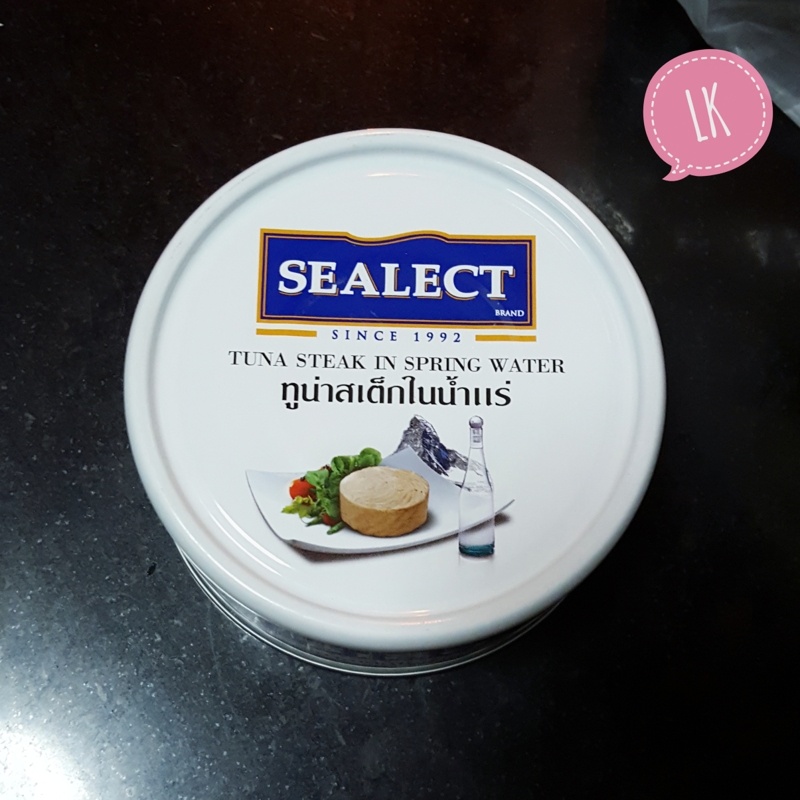 LK
SEALECT
BRAND
SINCE 1992
TUNA STEAK IN SPRING WATER
ทูน่าสเต็กในน้ำแร่